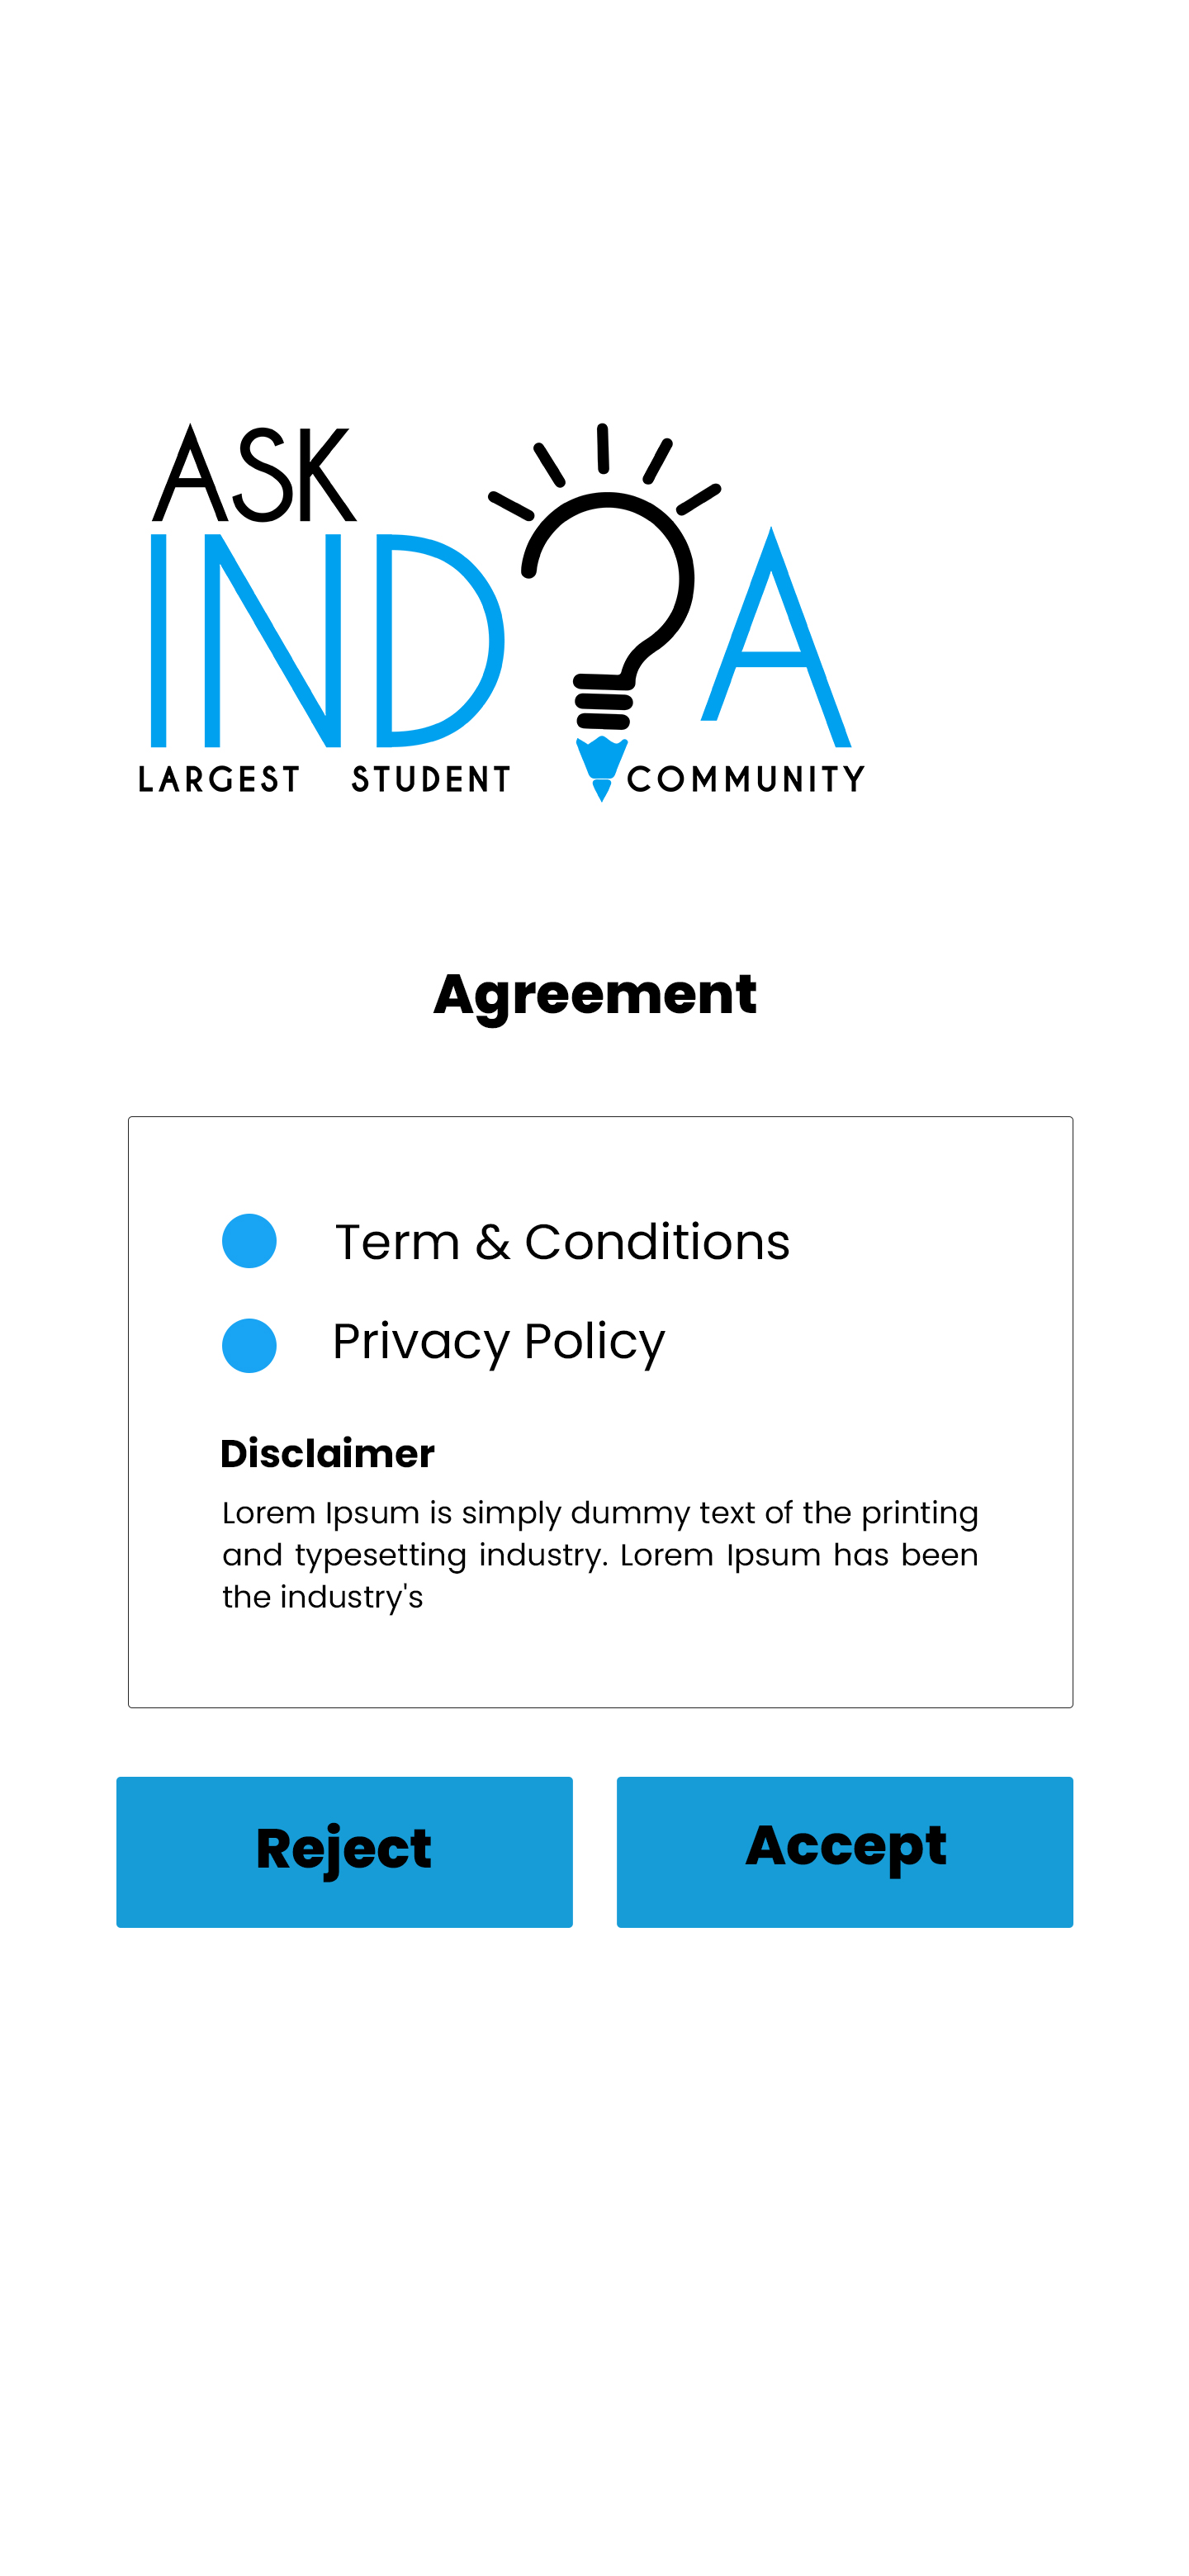 ASK
IND?A
LARGEST STUDENT COMMUNITY
Agreement
Term & Conditions
Privacy Policy
Disclaimer
Lorem Ipsum is simply dummy text of the printing
and typesetting industry. Lorem Ipsum has been
the industry's
Reject
Accept